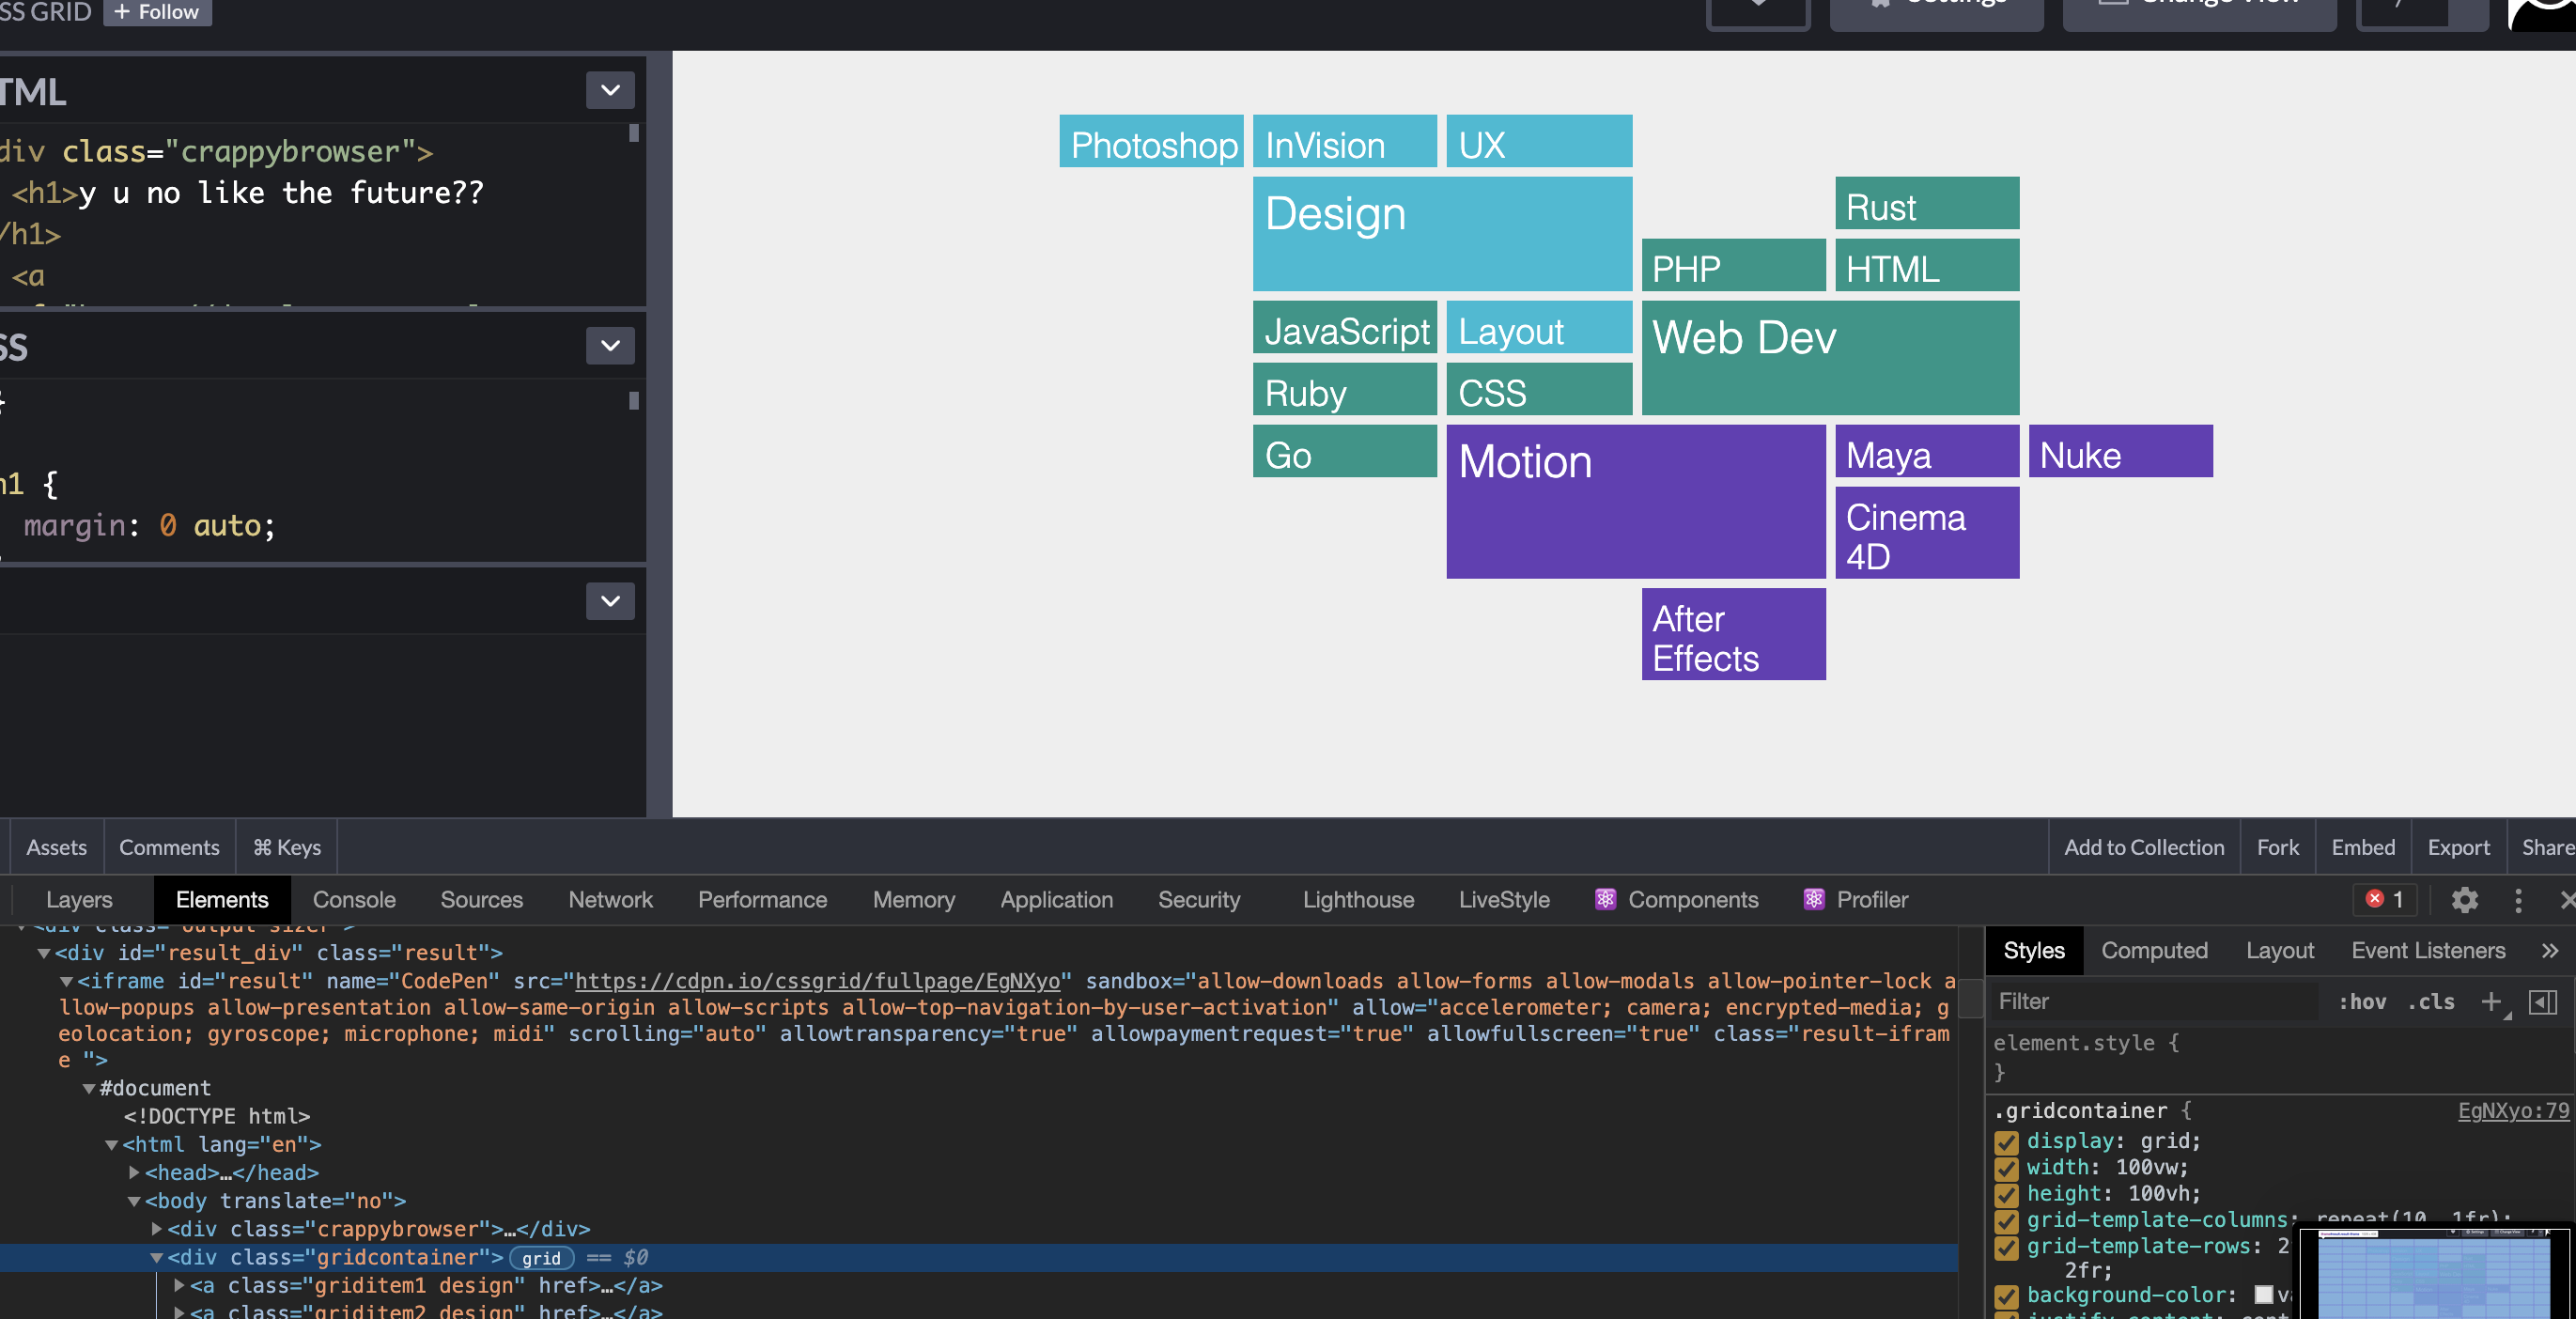 SS GRID + Follow
TML
div class="crappybrowser">
<h1>y u no like the future??
/h1>
<a
SS
h1 {
margin: 0 auto;
Photoshop InVision UX
Design Rust
PHP HTML
JavaScript Layout Web Dev
Ruby CSS
Go Motion Maya Nuke
Cinema
4D
After
Effects
Assets Comments ⌘ Keys Add to Collection Fork Embed Export Share
Layers Elements Console Sources Network Performance Memory Application Security Lighthouse LiveStyle Components Profiler 1
<div class="output sizer">
▼<div id="result_div" class="result">
▼<iframe id="result" name="CodePen" src="https://cdpn.io/cssgrid/fullpage/EgNXyo" sandbox="allow-downloads allow-forms allow-modals allow-pointer-lock a
llow-popups allow-presentation allow-same-origin allow-scripts allow-top-navigation-by-user-activation" allow="accelerometer; camera; encrypted-media; g
eolocation; gyroscope; microphone; midi" scrolling="auto" allowtransparency="true" allowpaymentrequest="true" allowfullscreen="true" class="result-ifram
e ">
▼#document
<!DOCTYPE html>
▼<html lang="en">
▶<head>…</head>
▼<body translate="no">
▶<div class="crappybrowser">…</div>
▼<div class="gridcontainer"> grid == $0
▶<a class="griditem1 design" href>…</a>
▶<a class="griditem2 design" href>…</a>
Styles Computed Layout Event Listeners »
Filter :hov .cls +
element.style {
}
.gridcontainer { EgNXyo:79
display: grid;
width: 100vw;
height: 100vh;
grid-template-columns: repeat(10, 1fr);
grid-template-rows: 2
2fr;
background-color: